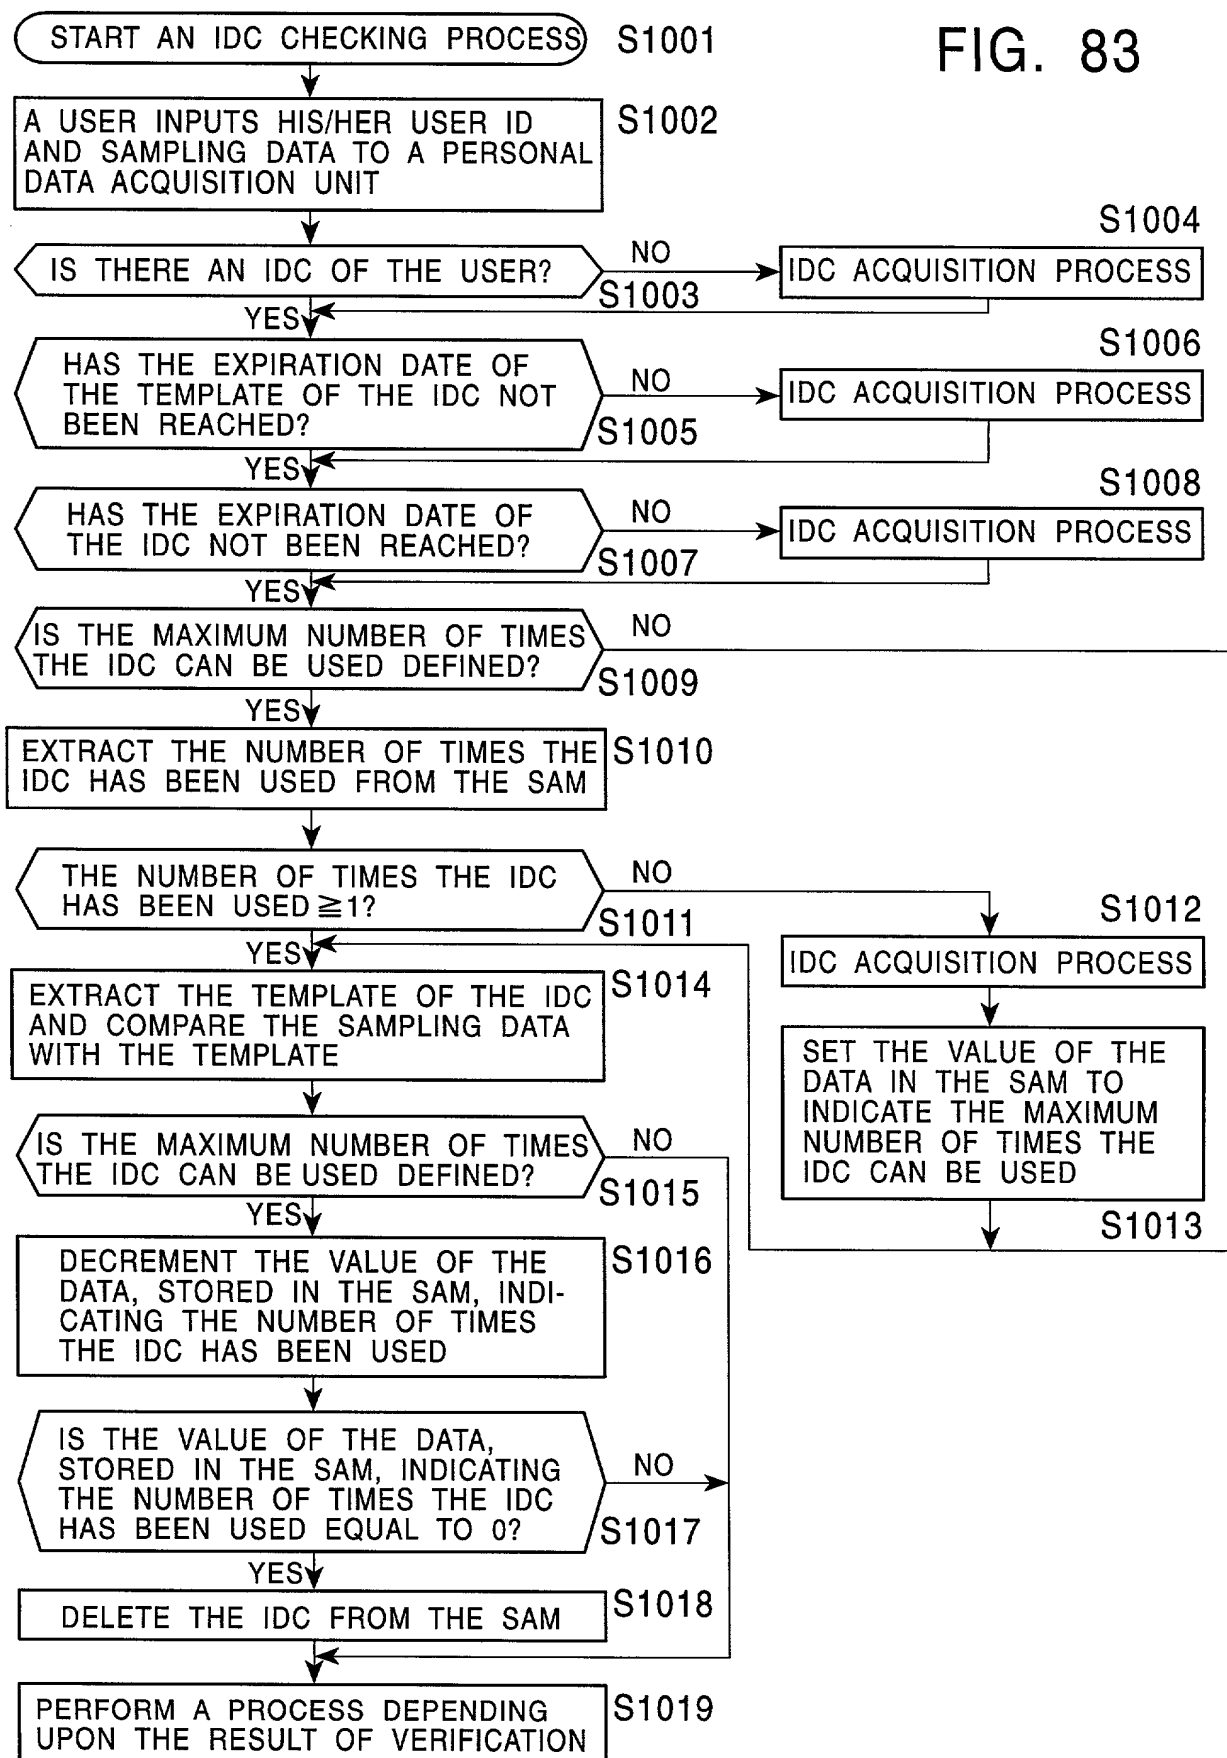 FIG. 83
START AN IDC CHECKING PROCESS
S1001
A USER INPUTS HIS/HER USER ID
AND SAMPLING DATA TO A PERSONAL
DATA ACQUISITION UNIT
S1002
IS THERE AN IDC OF THE USER?
NO
S1003
YES
S1004
IDC ACQUISITION PROCESS
HAS THE EXPIRATION DATE OF
THE TEMPLATE OF THE IDC NOT
BEEN REACHED?
NO
S1005
YES
S1006
IDC ACQUISITION PROCESS
HAS THE EXPIRATION DATE OF
THE IDC NOT BEEN REACHED?
NO
S1007
YES
S1008
IDC ACQUISITION PROCESS
IS THE MAXIMUM NUMBER OF TIMES
THE IDC CAN BE USED DEFINED?
NO
S1009
YES
EXTRACT THE NUMBER OF TIMES THE
IDC HAS BEEN USED FROM THE SAM
S1010
THE NUMBER OF TIMES THE IDC
HAS BEEN USED ≧1?
NO
S1011
YES
S1012
IDC ACQUISITION PROCESS
SET THE VALUE OF THE
DATA IN THE SAM TO
INDICATE THE MAXIMUM
NUMBER OF TIMES THE
IDC CAN BE USED
S1013
EXTRACT THE TEMPLATE OF THE IDC
AND COMPARE THE SAMPLING DATA
WITH THE TEMPLATE
S1014
IS THE MAXIMUM NUMBER OF TIMES
THE IDC CAN BE USED DEFINED?
NO
S1015
YES
DECREMENT THE VALUE OF THE
DATA, STORED IN THE SAM, INDI-
CATING THE NUMBER OF TIMES
THE IDC HAS BEEN USED
S1016
IS THE VALUE OF THE DATA,
STORED IN THE SAM, INDICATING
THE NUMBER OF TIMES THE IDC
HAS BEEN USED EQUAL TO 0?
NO
S1017
YES
DELETE THE IDC FROM THE SAM
S1018
PERFORM A PROCESS DEPENDING
UPON THE RESULT OF VERIFICATION
S1019